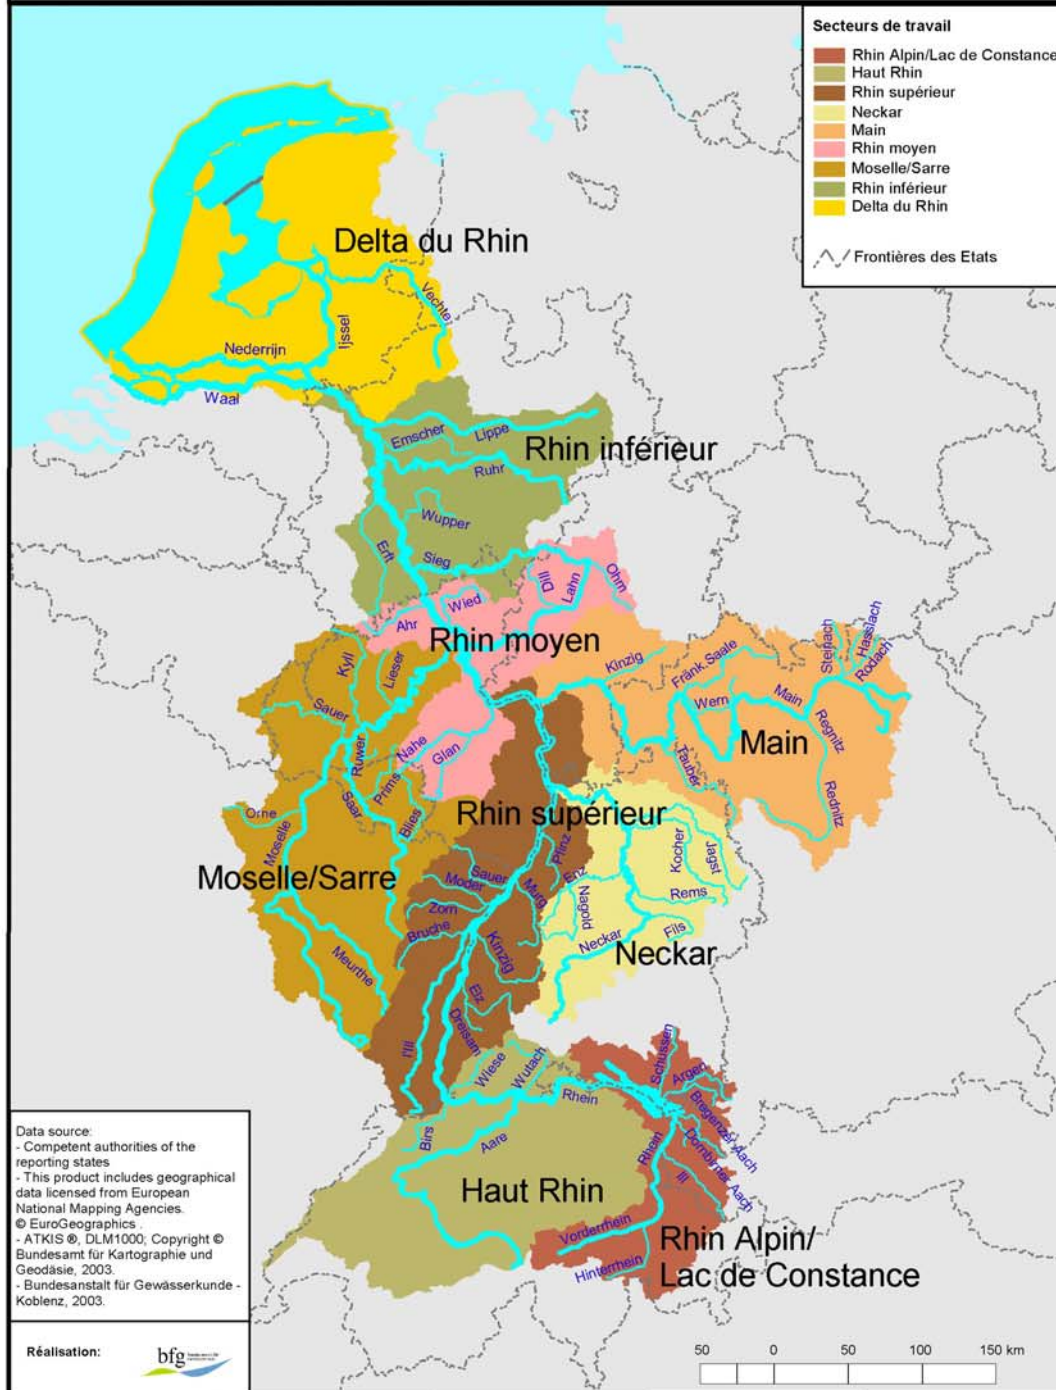 Secteurs de travail
Rhin Alpin/Lac de Constance
Haut Rhin
Rhin supérieur
Neckar
Main
Rhin moyen
Moselle/Sarre
Rhin inférieur
Delta du Rhin
Frontières des Etats
Delta du Rhin
Vechte
Ijssel
Nederrijn
Waal
Emscher
Lippe
Rhin inférieur
Ruhr
Wupper
Erft
Sieg
Dill
Lahn
Ohm
Wied
Ahr
Rhin moyen
Kyll
Lieser
Sauer
Ruwer
Nahe
Glan
Prims
Saar
Blies
Orne
Moselle
Moselle/Sarre
Meurthe
Kinzig
Fränk.Saale
Wern
Main
Steinach
Hasslach
Rodach
Regnitz
Main
Tauber
Rednitz
Rhin supérieur
Pfinz
Kocher
Jagst
Enz
Sauer
Moder
Murg
Nagold
Rems
Zorn
Bruche
Kinzig
Neckar
Fils
Neckar
Elz
Dreisam
l'Ill
Wiese
Wutach
Schussen
Argen
Rhein
Bregenzer Aach
Birs
Aare
Rhein
Dornbirner Aach
Ill
Haut Rhin
Vorderrhein
Hinterrhein
Rhin Alpin/
Lac de Constance
Data source:
- Competent authorities of the
reporting states
- This product includes geographical
data licensed from European
National Mapping Agencies.
© EuroGeographics .
- ATKIS ®, DLM1000; Copyright ©
Bundesamt für Kartographie und
Geodäsie, 2003.
- Bundesanstalt für Gewässerkunde -
Koblenz, 2003.
Réalisation:
bfg
50 0 50 100 150 km